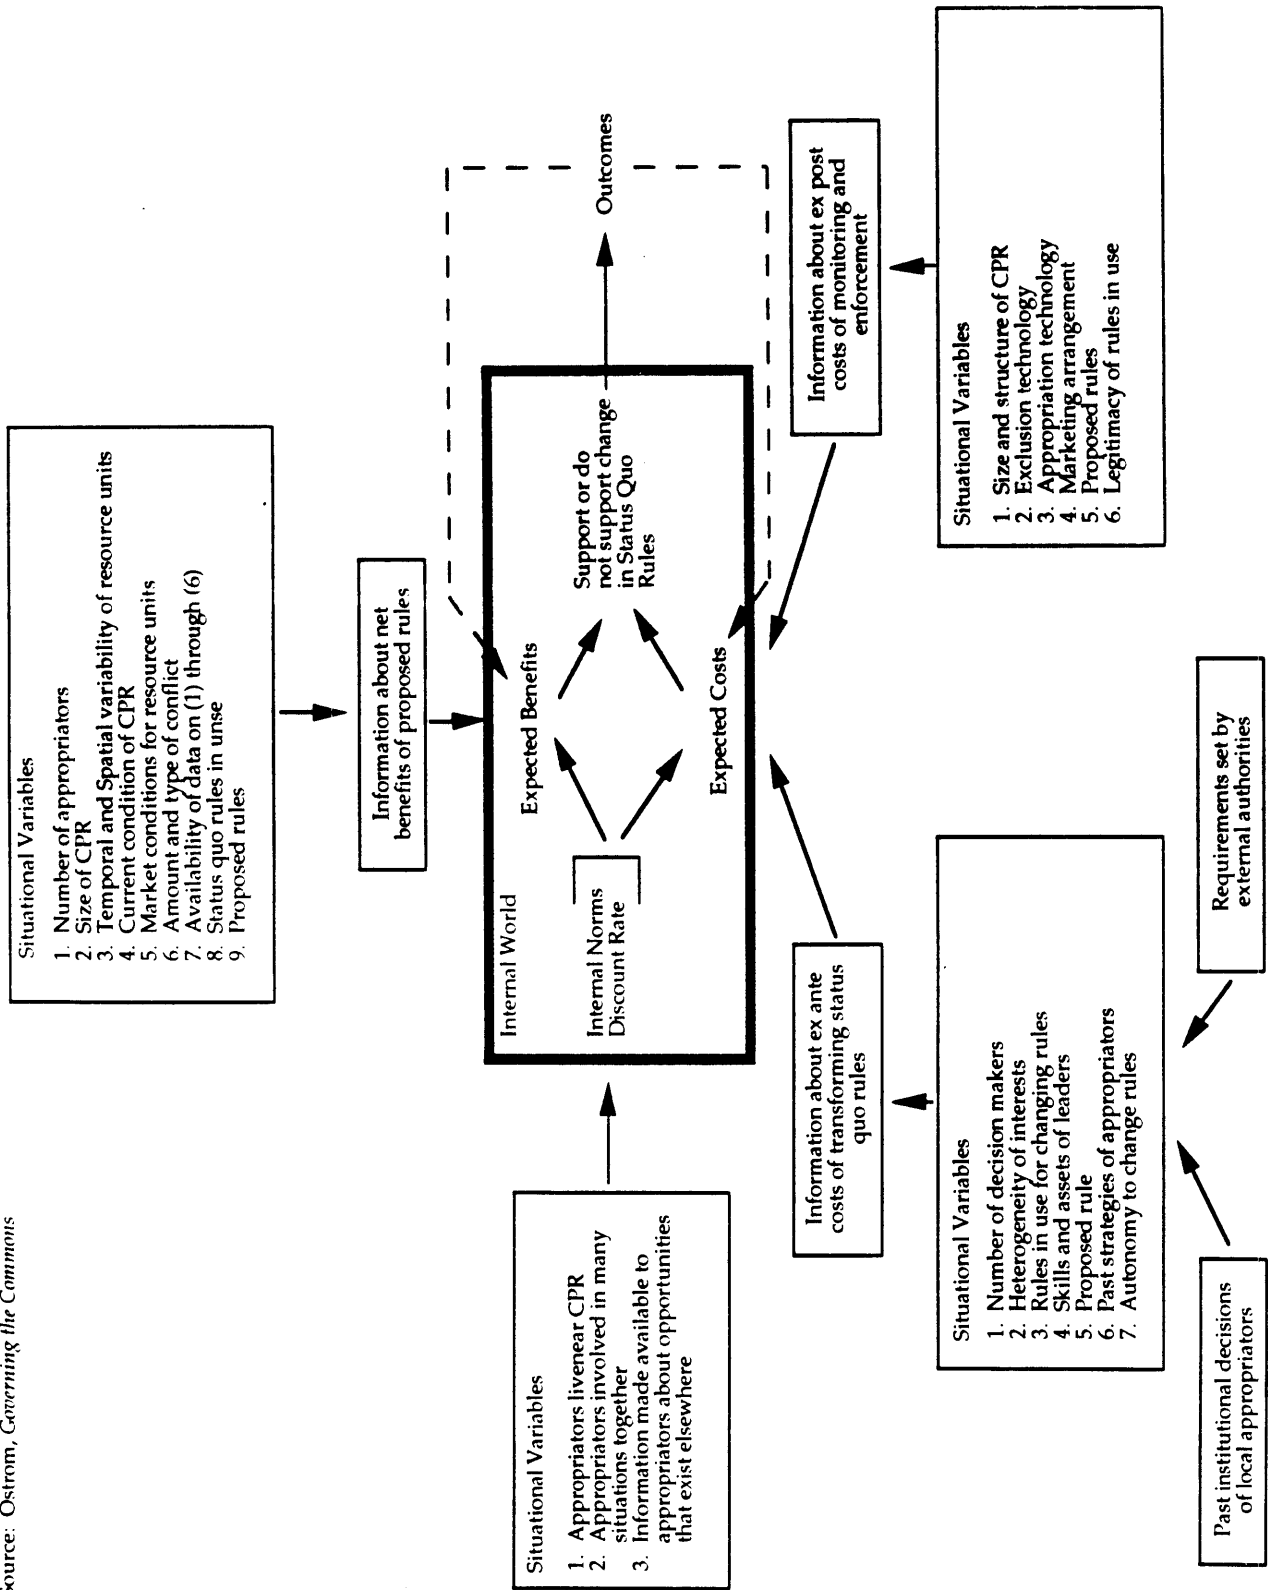 Source: Ostrom, Governing the Commons
Situational Variables
1. Number of appropriators
2. Size of CPR
3. Temporal and Spatial variability of resource units
4. Current condition of CPR
5. Market conditions for resource units
6. Amount and type of conflict
7. Availability of data on (1) through (6)
8. Status quo rules in unse
9. Proposed rules
Information about net
benefits of proposed rules
Situational Variables
1. Appropriators livenear CPR
2. Appropriators involved in many
situations together
3. Information made available to
appropriators about opportunities
that exist elsewhere
Internal World
Internal Norms
Discount Rate
Expected Benefits
Expected Costs
Support or do
not support change
in Status Quo
Rules
Outcomes
Information about ex ante
costs of transforming status
quo rules
Information about ex post
costs of monitoring and
enforcement
Situational Variables
1. Number of decision makers
2. Heterogeneity of interests
3. Rules in use for changing rules
4. Skills and assets of leaders
5. Proposed rule
6. Past strategies of appropriators
7. Autonomy to change rules
Situational Variables
1. Size and structure of CPR
2. Exclusion technology
3. Appropriation technology
4. Marketing arrangement
5. Proposed rules
6. Legitimacy of rules in use
Past institutional decisions
of local appropriators
Requirements set by
external authorities